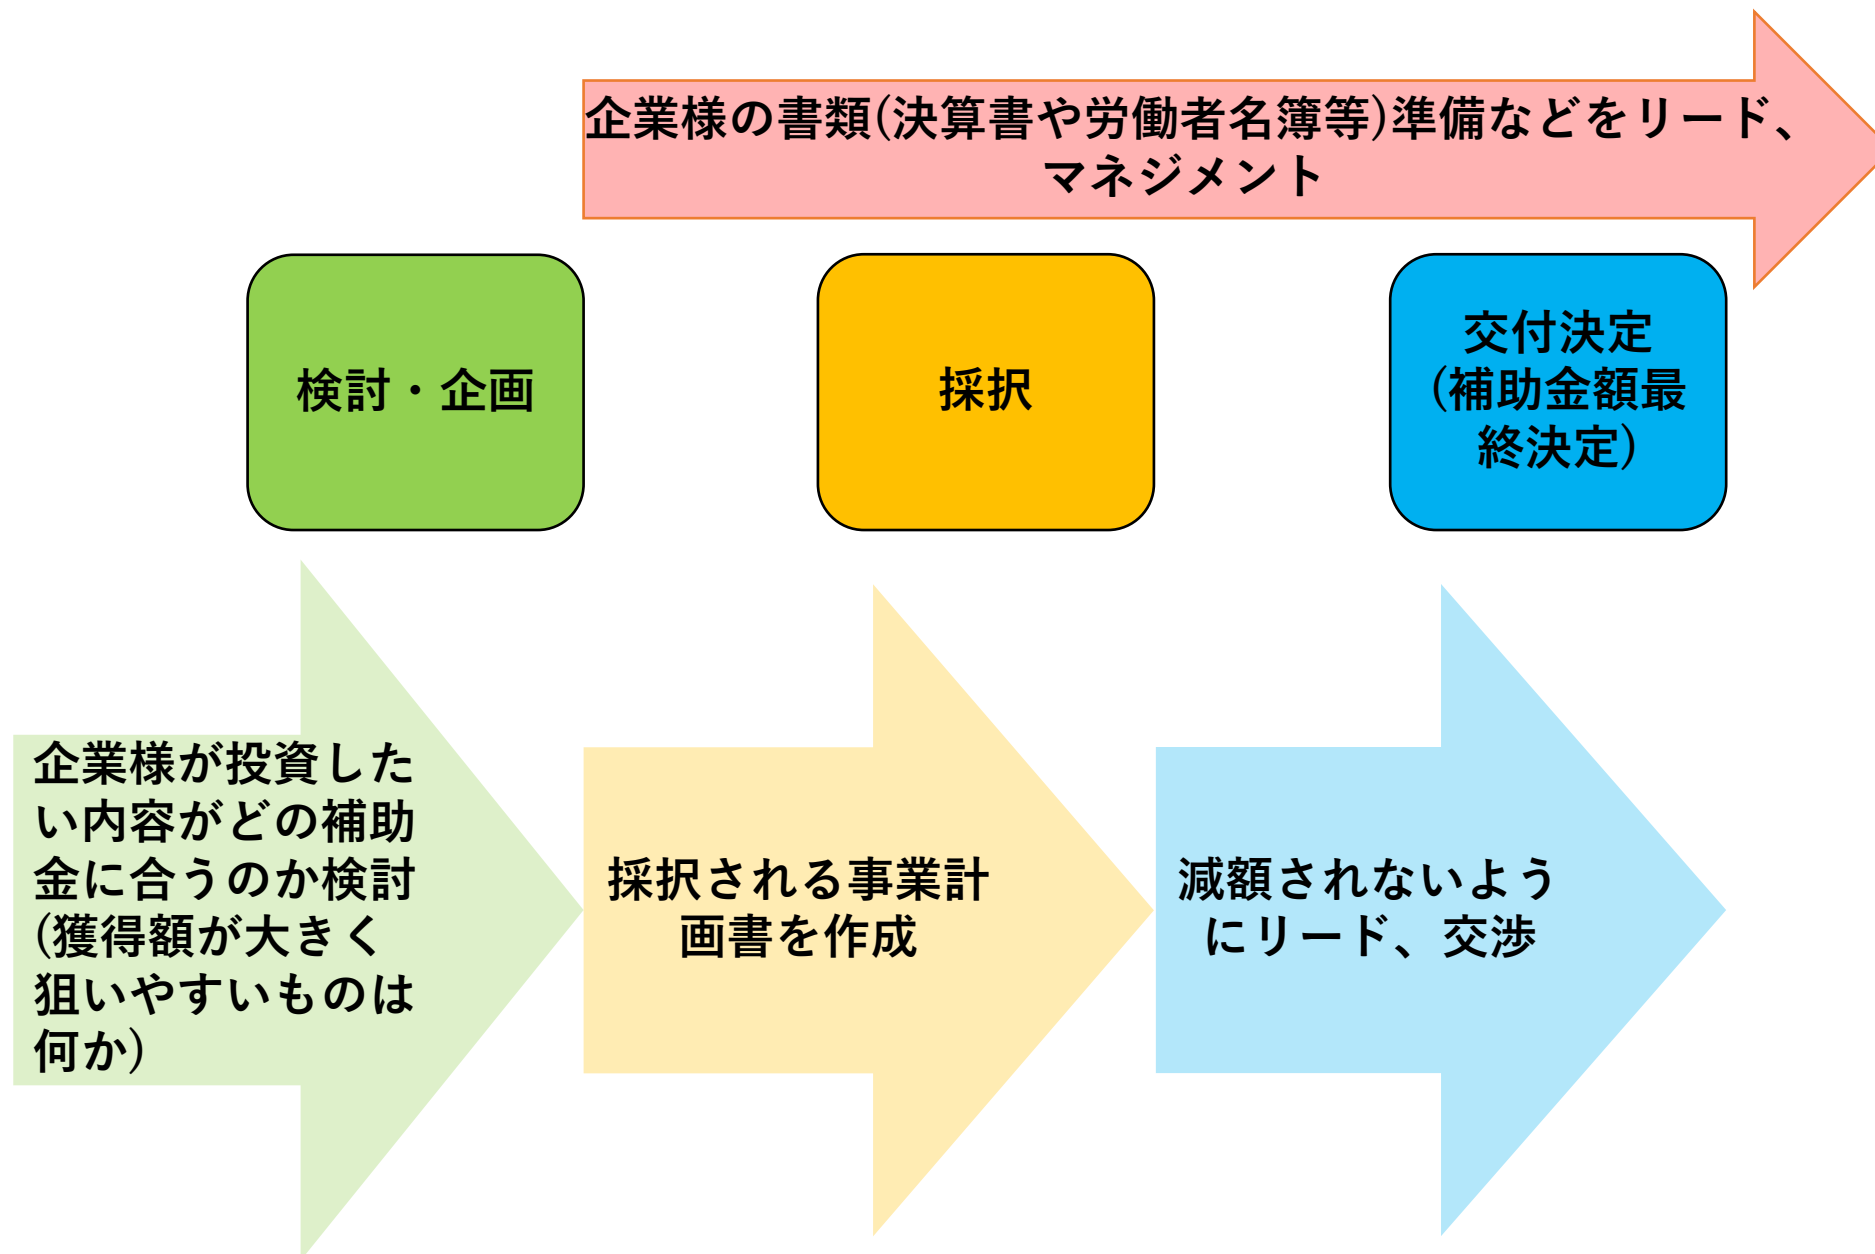 企業様の書類(決算書や労働者名簿等)準備などをリード、
マネジメント
検討・企画
採択
交付決定
(補助金額最
終決定)
企業様が投資した
い内容がどの補助
金に合うのか検討
(獲得額が大きく
狙いやすいものは
何か)
採択される事業計
画書を作成
減額されないよう
にリード、交渉